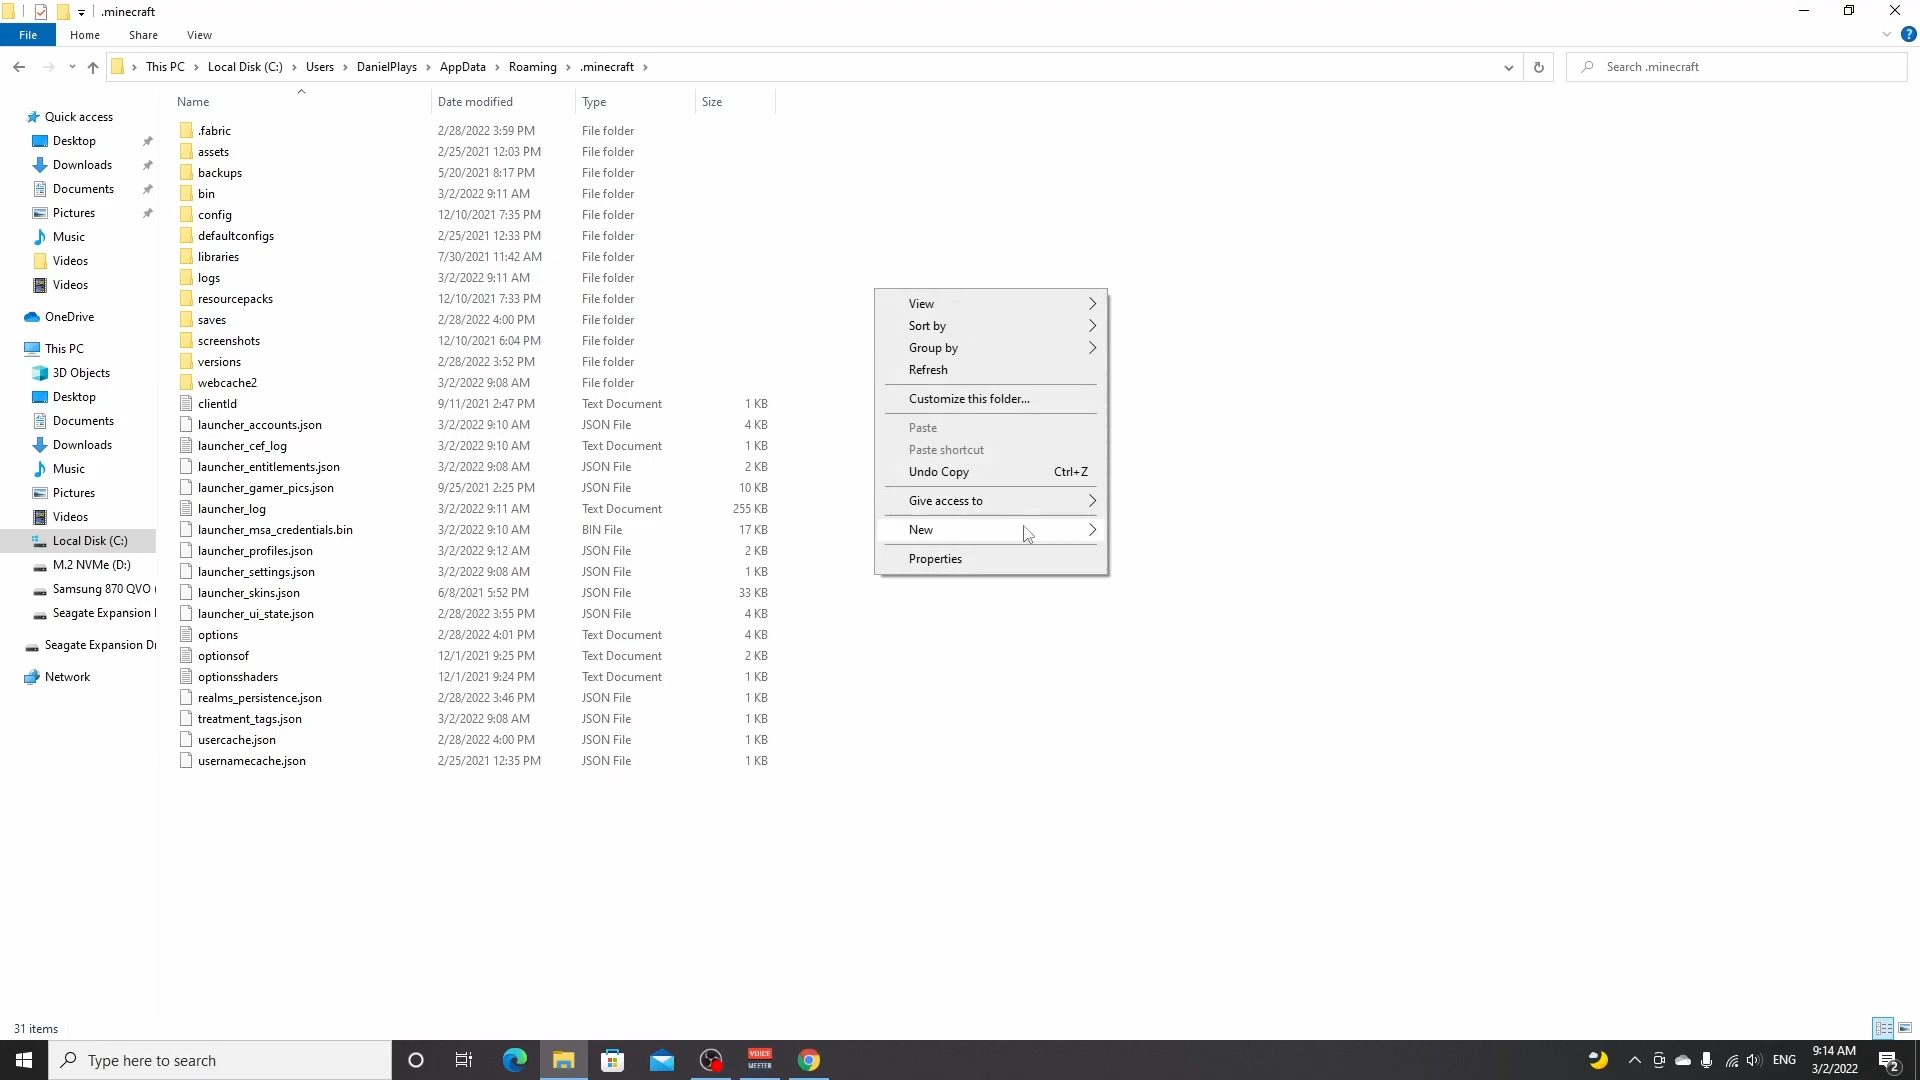 .minecraft
File Home Share View
This PC Local Disk (C:) Users DanielPlays AppData Roaming .minecraft
Search .minecraft
Name Date modified Type Size
Quick access
Desktop
Downloads
Documents
Pictures
Music
Videos
Videos
OneDrive
This PC
3D Objects
Desktop
Documents
Downloads
Music
Pictures
Videos
Local Disk (C:)
M.2 NVMe (D:)
Samsung 870 QVO (
Seagate Expansion
Seagate Expansion Dr
Network
.fabric 2/28/2022 3:59 PM File folder
assets 2/25/2021 12:03 PM File folder
backups 5/20/2021 8:17 PM File folder
bin 3/2/2022 9:11 AM File folder
config 12/10/2021 7:35 PM File folder
defaultconfigs 2/25/2021 12:33 PM File folder
libraries 7/30/2021 11:42 AM File folder
logs 3/2/2022 9:11 AM File folder
resourcepacks 12/10/2021 7:33 PM File folder
saves 2/28/2022 4:00 PM File folder
screenshots 12/10/2021 6:04 PM File folder
versions 2/28/2022 3:52 PM File folder
webcache2 3/2/2022 9:08 AM File folder
clientId 9/11/2021 2:47 PM Text Document 1 KB
launcher_accounts.json 3/2/2022 9:10 AM JSON File 4 KB
launcher_cef_log 3/2/2022 9:10 AM Text Document 1 KB
launcher_entitlements.json 3/2/2022 9:08 AM JSON File 2 KB
launcher_gamer_pics.json 9/25/2021 2:25 PM JSON File 10 KB
launcher_log 3/2/2022 9:11 AM Text Document 255 KB
launcher_msa_credentials.bin 3/2/2022 9:10 AM BIN File 17 KB
launcher_profiles.json 3/2/2022 9:12 AM JSON File 2 KB
launcher_settings.json 3/2/2022 9:08 AM JSON File 1 KB
launcher_skins.json 6/8/2021 5:52 PM JSON File 33 KB
launcher_ui_state.json 2/28/2022 3:55 PM JSON File 4 KB
options 2/28/2022 4:01 PM Text Document 4 KB
optionsof 12/1/2021 9:25 PM Text Document 2 KB
optionsshaders 12/1/2021 9:24 PM Text Document 1 KB
realms_persistence.json 2/28/2022 3:46 PM JSON File 1 KB
treatment_tags.json 3/2/2022 9:08 AM JSON File 1 KB
usercache.json 2/28/2022 4:00 PM JSON File 1 KB
usernamecache.json 2/25/2021 12:35 PM JSON File 1 KB
View
Sort by
Group by
Refresh
Customize this folder...
Paste
Paste shortcut
Undo Copy Ctrl+Z
Give access to
New
Properties
31 items
Type here to search
VOICE
MEETER
ENG
9:14 AM
3/2/2022
2